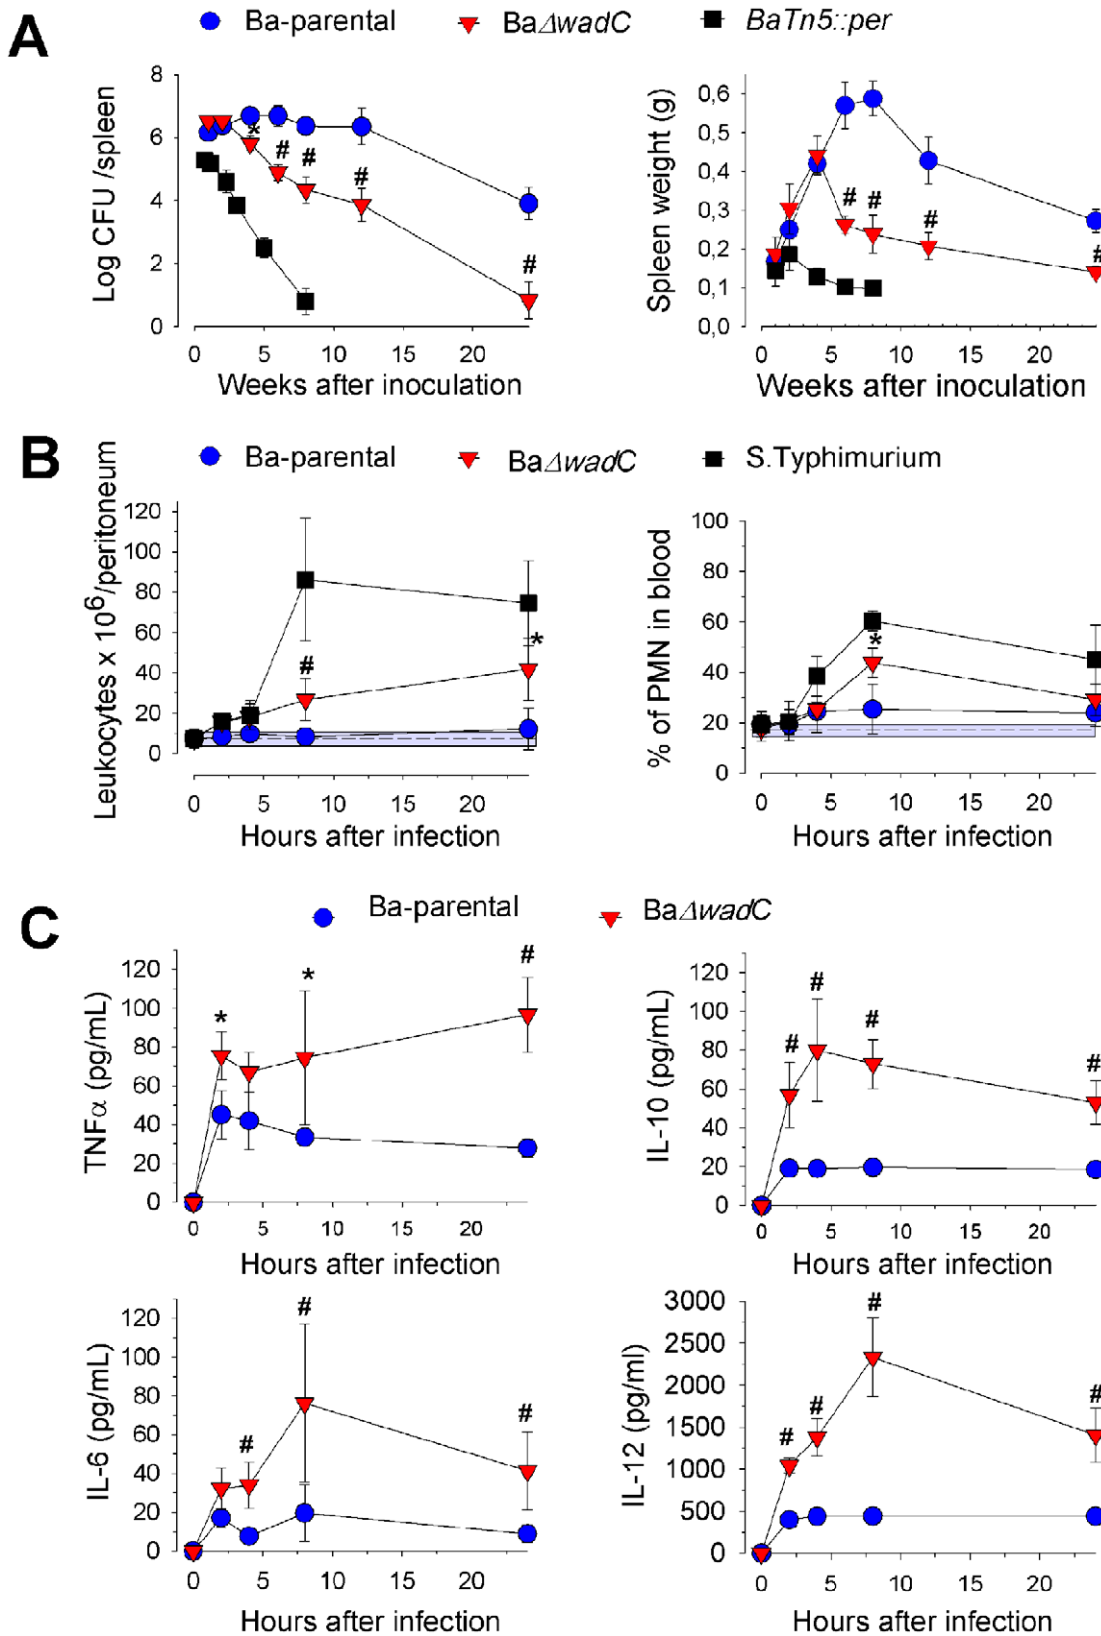 A
Ba-parental BaΔwadC BaTn5::per
Log CFU /spleen
8
6
4
2
0
* # # # #
0 5 10 15 20
Weeks after inoculation
Spleen weight (g)
0,6
0,5
0,4
0,3
0,2
0,1
0,0
# # # #
0 5 10 15 20
Weeks after inoculation
B
Ba-parental BaΔwadC S.Typhimurium
Leukocytes x 10⁶/peritoneum
120
100
80
60
40
20
0
# *
0 5 10 15 20
Hours after infection
% of PMN in blood
100
80
60
40
20
0
*
0 5 10 15 20
Hours after infection
C
Ba-parental BaΔwadC
TNFα (pg/mL)
120
100
80
60
40
20
0
* * #
0 5 10 15 20
Hours after infection
IL-10 (pg/mL)
120
100
80
60
40
20
0
# # # #
0 5 10 15 20
Hours after infection
IL-6 (pg/mL)
120
100
80
60
40
20
0
# # #
0 5 10 15 20
Hours after infection
IL-12 (pg/ml)
3000
2500
2000
1500
1000
500
0
# # # #
0 5 10 15 20
Hours after infection